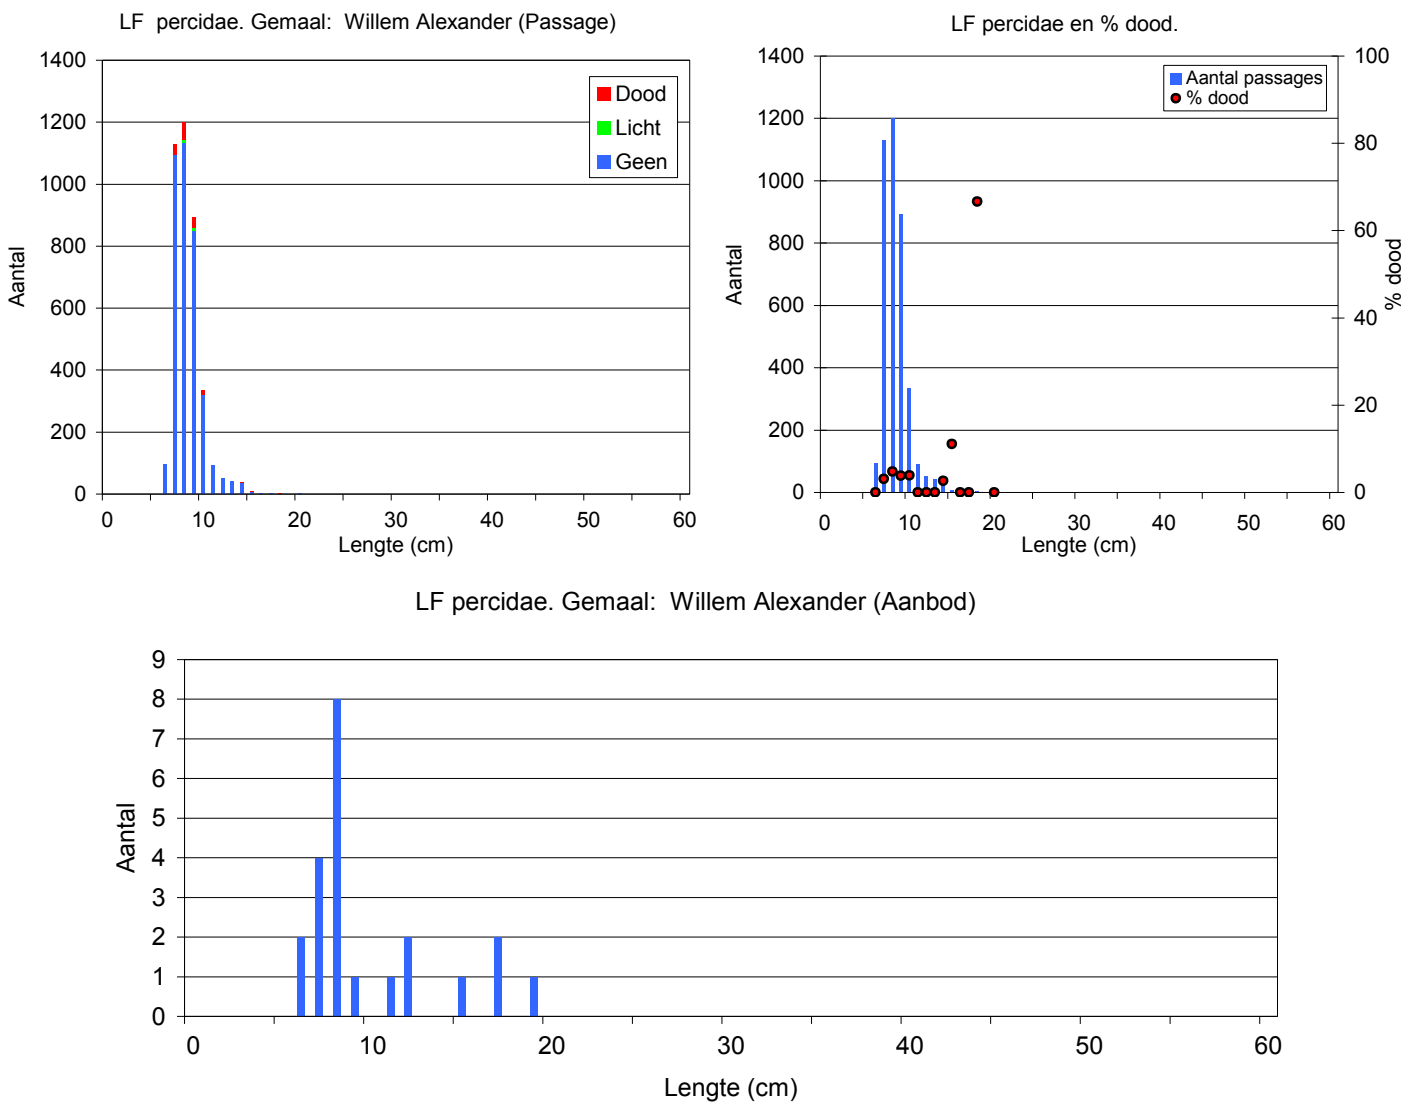 LF percidae. Gemaal: Willem Alexander (Passage)
1400
1200
1000
800
600
400
200
0
Aantal
Dood
Licht
Geen
0 10 20 30 40 50 60
Lengte (cm)
LF percidae en % dood.
1400
1200
1000
800
600
400
200
0
Aantal
Aantal passages
% dood
100
80
60
40
20
0
% dood
0 10 20 30 40 50 60
Lengte (cm)
LF percidae. Gemaal: Willem Alexander (Aanbod)
9
8
7
6
5
4
3
2
1
0
Aantal
0 10 20 30 40 50 60
Lengte (cm)